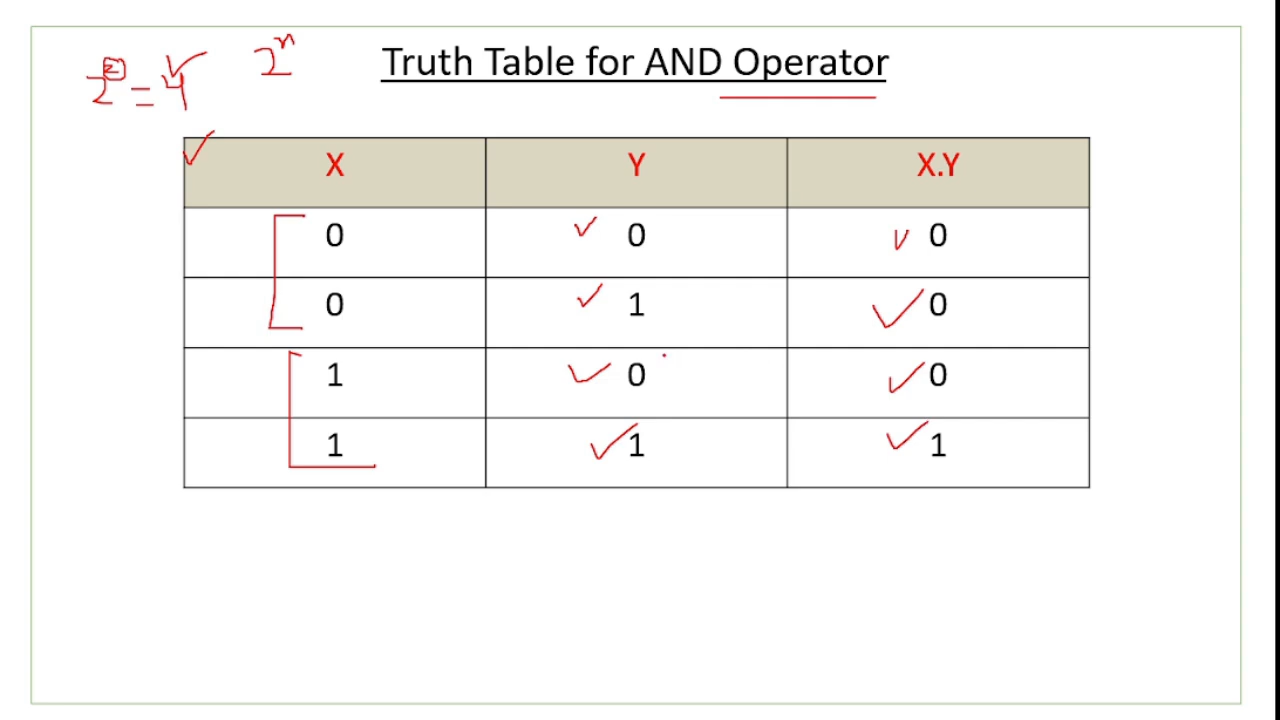 2² = 4 2ⁿ
Truth Table for AND Operator
X Y X.Y
0 0 0
0 1 0
1 0 0
1 1 1